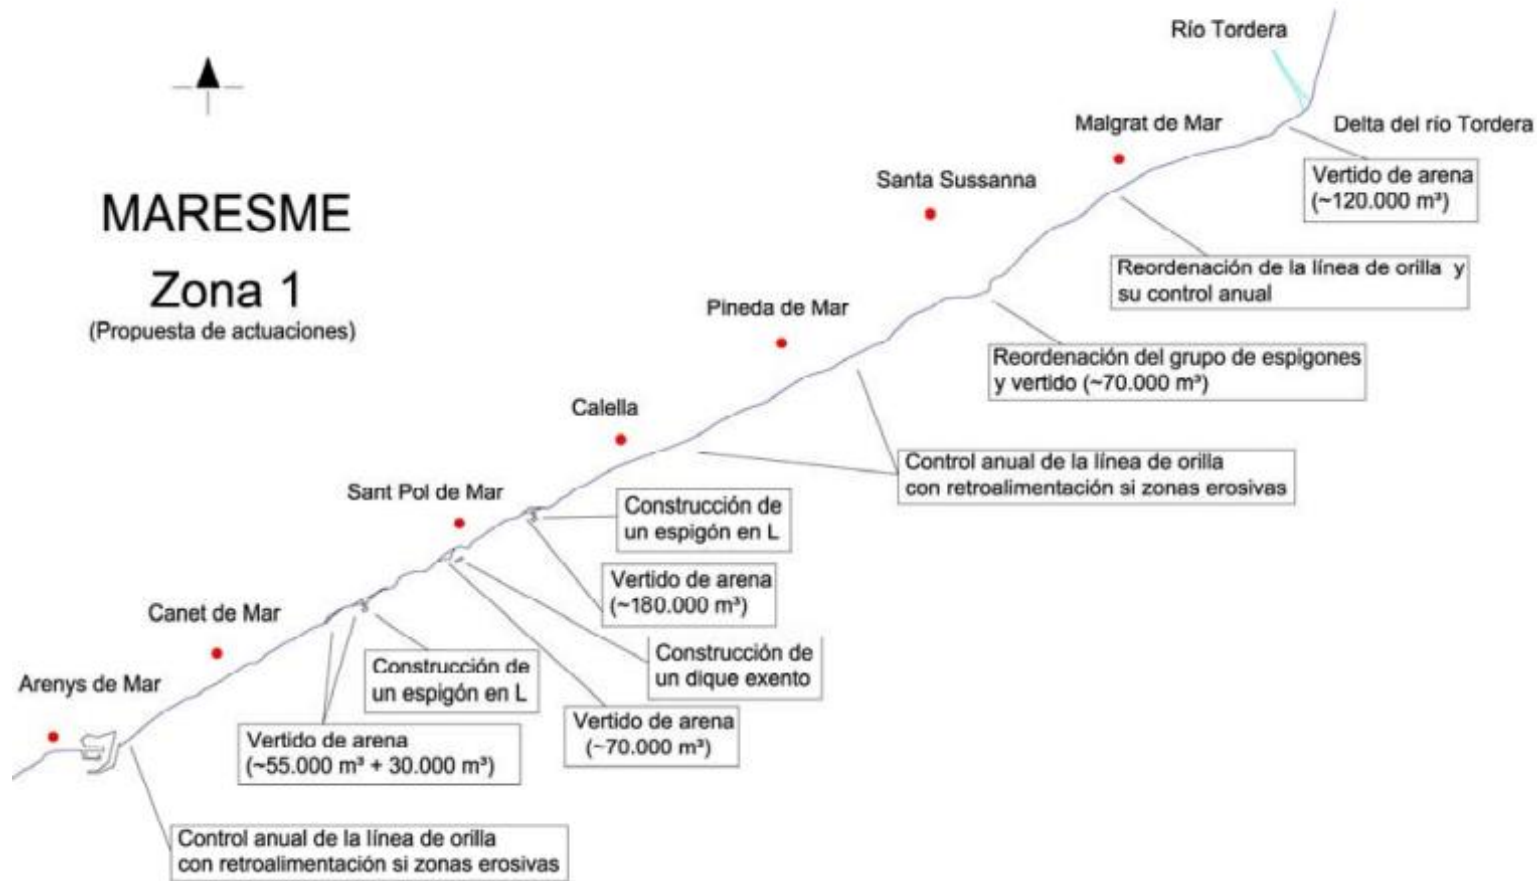 Río Tordera
Malgrat de Mar
Delta del río Tordera
Vertido de arena
(~120.000 m³)
Santa Sussanna
MARESME
Zona 1
(Propuesta de actuaciones)
Reordenación de la línea de orilla y
su control anual
Pineda de Mar
Reordenación del grupo de espigones
y vertido (~70.000 m³)
Calella
Control anual de la línea de orilla
con retroalimentación si zonas erosivas
Sant Pol de Mar
Construcción de
un espigón en L
Vertido de arena
(~180.000 m³)
Canet de Mar
Construcción de
un dique exento
Construcción de
un espigón en L
Arenys de Mar
Vertido de arena
(~70.000 m³)
Vertido de arena
(~55.000 m³ + 30.000 m³)
Control anual de la línea de orilla
con retroalimentación si zonas erosivas